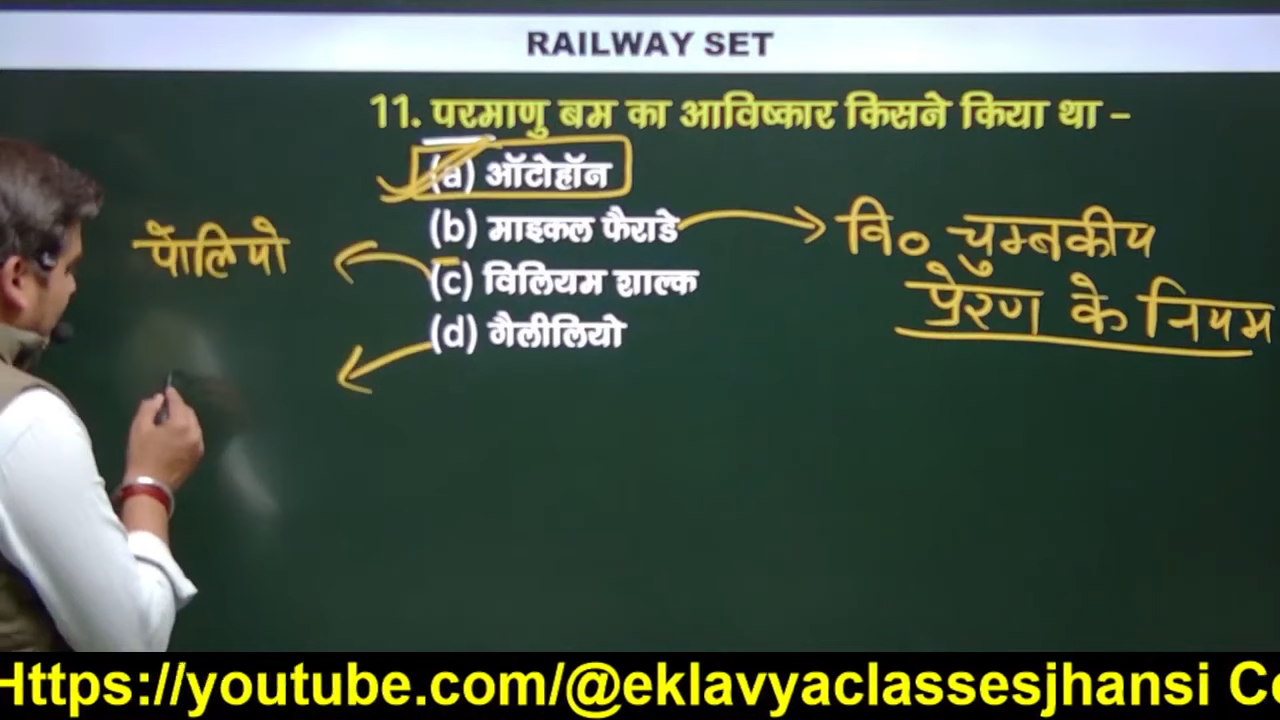 RAILWAY SET
11. परमाणु बम का आविष्कार किसने किया था –
(a) ऑटोहॉन
(b) माइकल फैराडे
वि० चुम्बकीय
प्रेरण के नियम
पोलियो
(c) विलियम शाल्क
(d) गैलीलियो
Https://youtube.com/@eklavyaclassesjhansi